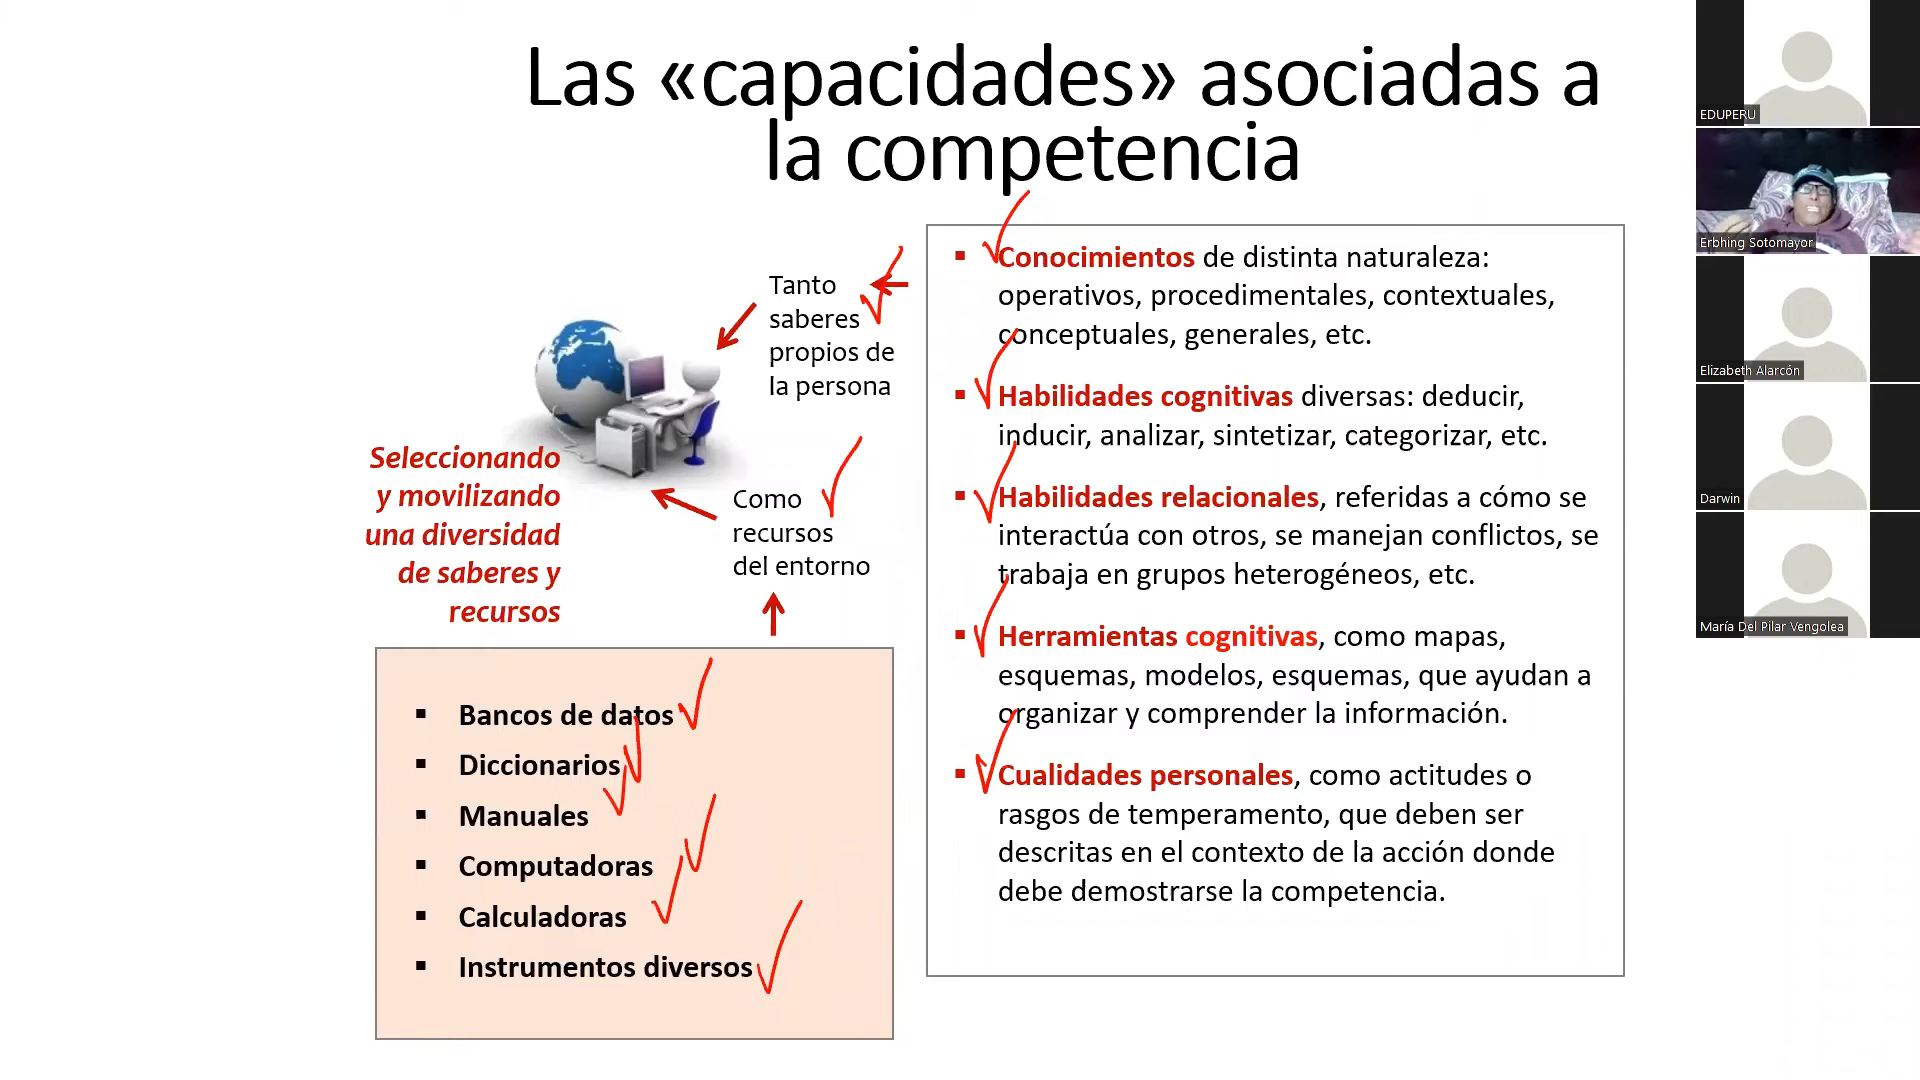 Las «capacidades» asociadas a
la competencia
Tanto
saberes
propios de
la persona
Seleccionando
y movilizando
una diversidad
de saberes y
recursos
Como
recursos
del entorno
▪ Bancos de datos
▪ Diccionarios
▪ Manuales
▪ Computadoras
▪ Calculadoras
▪ Instrumentos diversos
▪ Conocimientos de distinta naturaleza:
operativos, procedimentales, contextuales,
conceptuales, generales, etc.
▪ Habilidades cognitivas diversas: deducir,
inducir, analizar, sintetizar, categorizar, etc.
▪ Habilidades relacionales, referidas a cómo se
interactúa con otros, se manejan conflictos, se
trabaja en grupos heterogéneos, etc.
▪ Herramientas cognitivas, como mapas,
esquemas, modelos, esquemas, que ayudan a
organizar y comprender la información.
▪ Cualidades personales, como actitudes o
rasgos de temperamento, que deben ser
descritas en el contexto de la acción donde
debe demostrarse la competencia.
EDUPERU
Erbhing Sotomayor
Elizabeth Alarcón
Darwin
María Del Pilar Vengolea